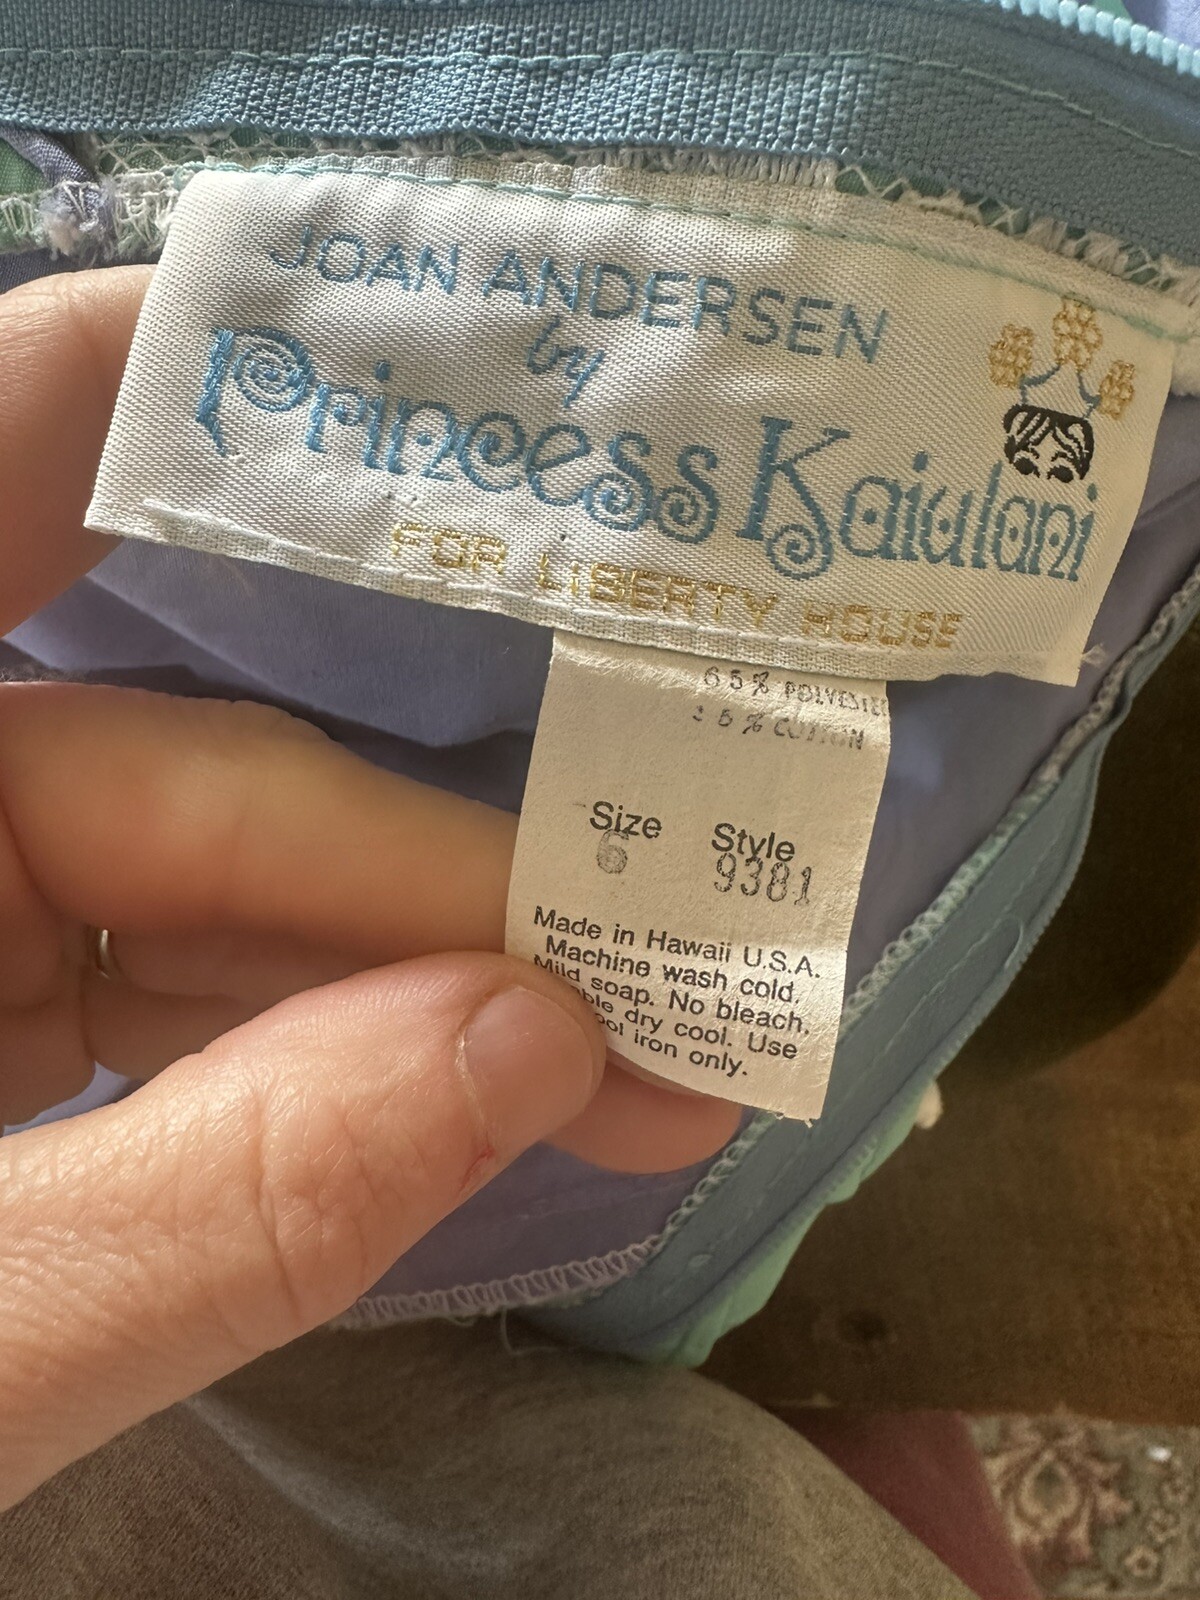 JOAN ANDERSEN
by
Princess Kaiulani
FOR LIBERTY HOUSE
65% POLYESTER
5% COTTON
Size Style
6 9381
Made in Hawaii U.S.A.
Machine wash cold.
Mild soap. No bleach.
dry cool. Use
iron only.